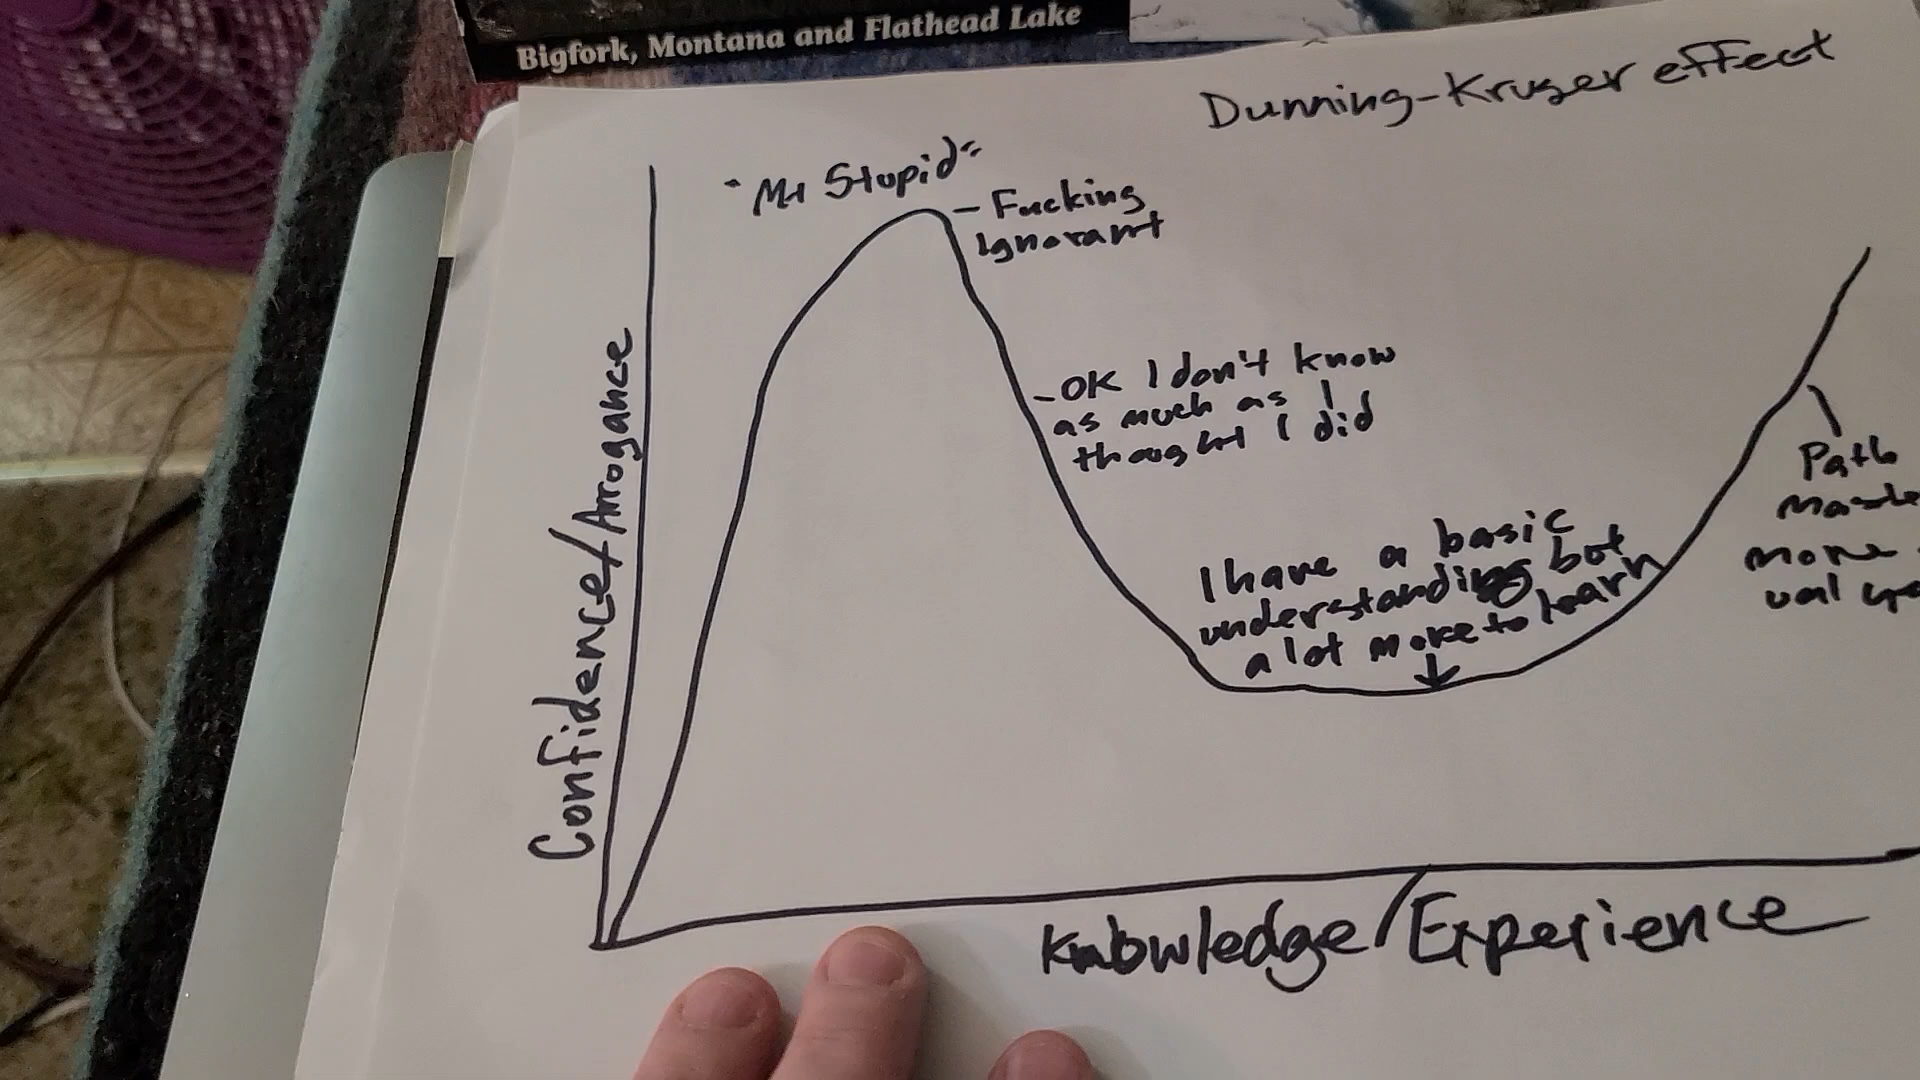 Bigfork, Montana and Flathead Lake
Dunning-Kruger effect
"Mt Stupid"
- Fucking
Ignorant
Confidence/Arrogance
-OK I don't know
as much as I
thought I did
I have a basic
understanding but
a lot more to learn
Path
more
Knowledge/Experience